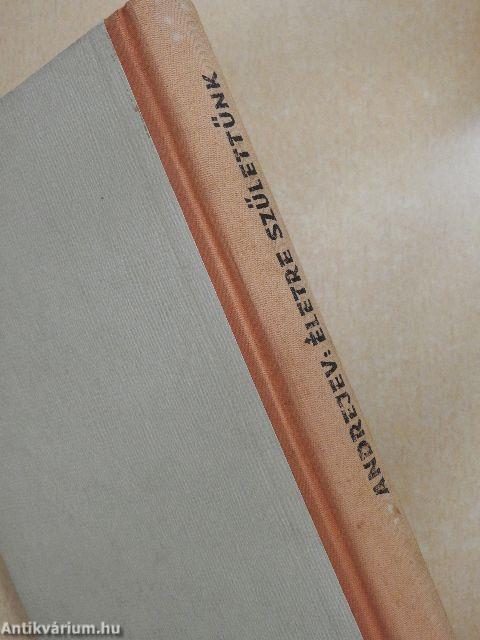 ANDREJEV: ÉLETRE SZÜLETTÜNK
Antikvárium.hu